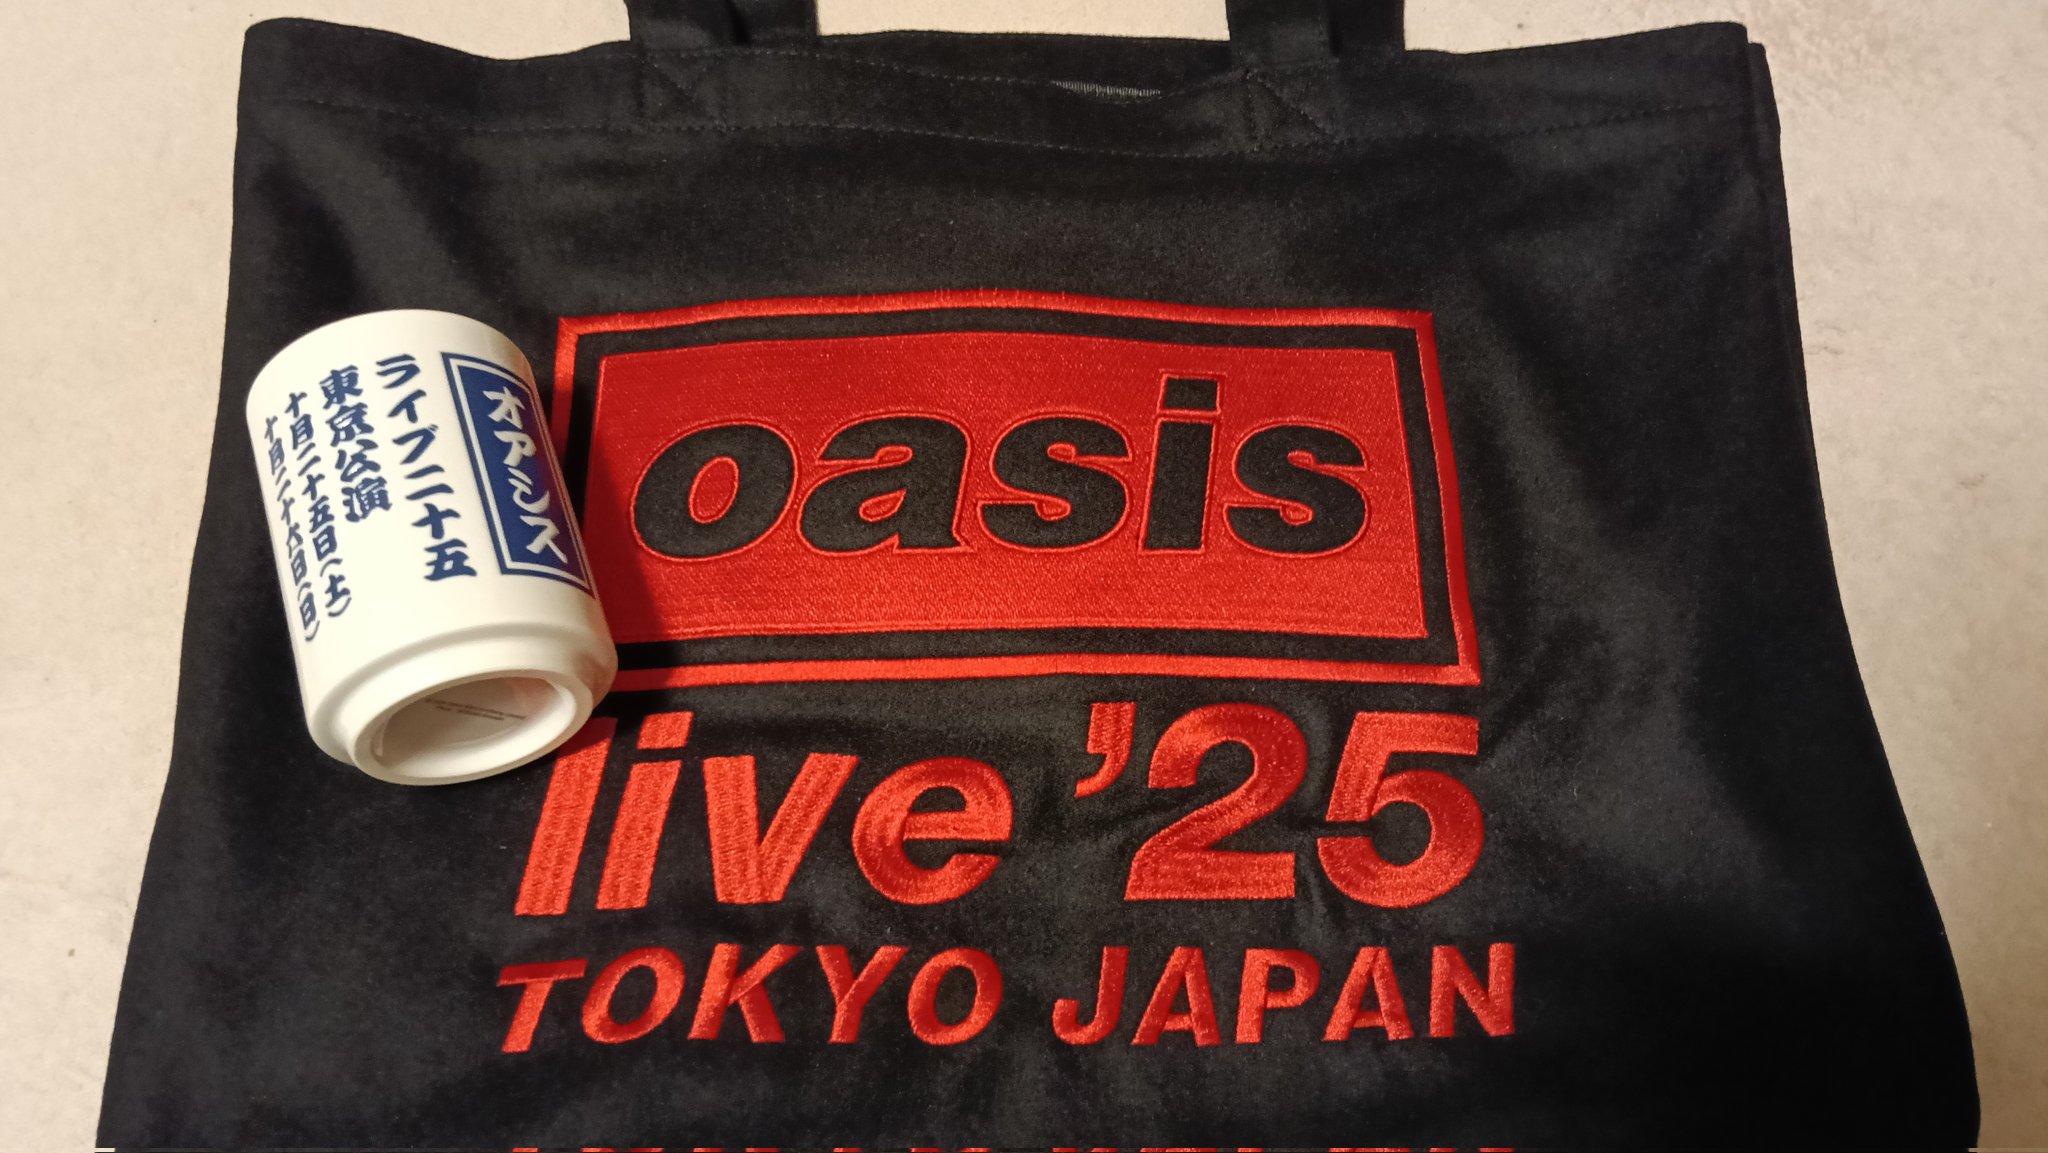 オアシス
ライブ二十五
東京公演
十月二十五日(土)
十月二十六日(日)
oasis
live '25
TOKYO JAPAN